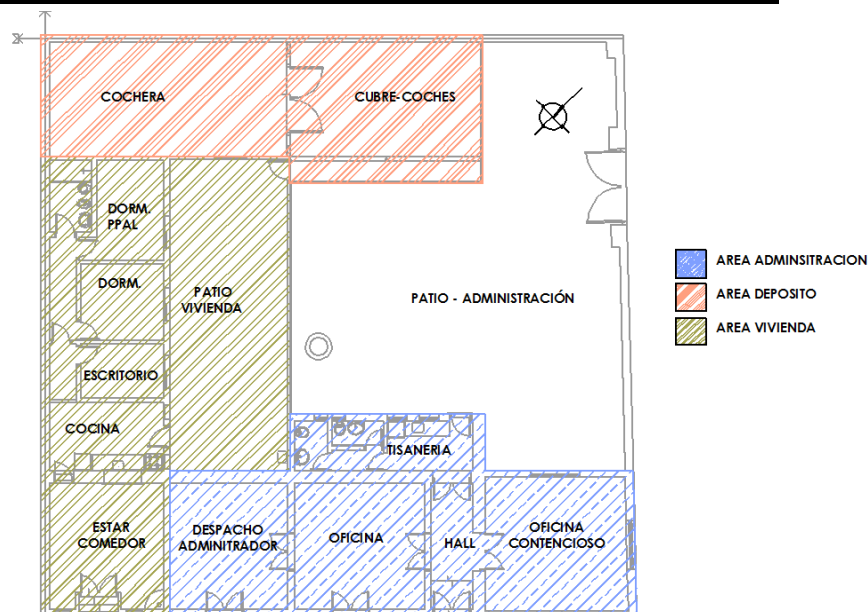 COCHERA
CUBRE-COCHES
DORM.
PPAL
DORM.
PATIO
VIVIENDA
PATIO - ADMINISTRACIÓN
ESCRITORIO
COCINA
TISANERIA
ESTAR
COMEDOR
DESPACHO
ADMINITRADOR
OFICINA
HALL
OFICINA
CONTENCIOSO
AREA ADMINSITRACION
AREA DEPOSITO
AREA VIVIENDA